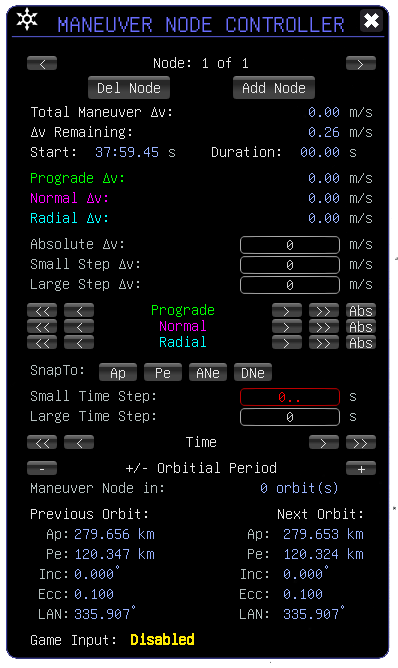 MANEUVER NODE CONTROLLER
< Node: 1 of 1 >
Del Node Add Node
Total Maneuver Δv: 0.00 m/s
Δv Remaining: 0.26 m/s
Start: 37:59.45 s Duration: 00.00 s
Prograde Δv: 0.00 m/s
Normal Δv: 0.00 m/s
Radial Δv: 0.00 m/s
Absolute Δv: 0 m/s
Small Step Δv: 0 m/s
Large Step Δv: 0 m/s
<< < Prograde > >> Abs
<< < Normal > >> Abs
<< < Radial > >> Abs
SnapTo: Ap Pe ANe DNe
Small Time Step: 0.. s
Large Time Step: 0 s
<< < Time > >>
- +/- Orbitial Period +
Maneuver Node in: 0 orbit(s)
Previous Orbit: Next Orbit:
Ap: 279.656 km Ap: 279.653 km
Pe: 120.347 km Pe: 120.324 km
Inc: 0.000° Inc: 0.000°
Ecc: 0.100 Ecc: 0.100
LAN: 335.907° LAN: 335.907°
Game Input: Disabled